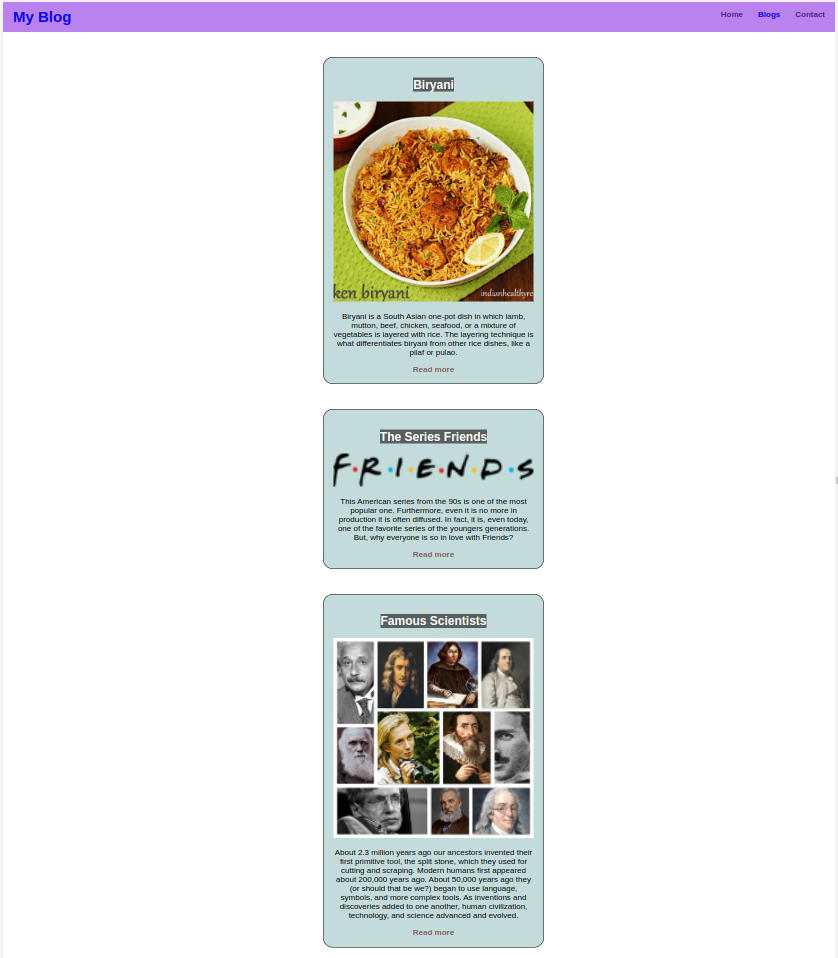 My Blog
Home Blogs Contact
Biryani
ken biryani
indianhealthyre
Biryani is a South Asian one-pot dish in which lamb,
mutton, beef, chicken, seafood, or a mixture of
vegetables is layered with rice. The layering technique is
what differentiates biryani from other rice dishes, like a
pilaf or pulao.
Read more
The Series Friends
F·R·I·E·N·D·S
This American series from the 90s is one of the most
popular one. Furthermore, even it is no more in
production it is often diffused. In fact, it is, even today,
one of the favorite series of the youngers generations.
But, why everyone is so in love with Friends?
Read more
Famous Scientists
About 2.3 million years ago our ancestors invented their
first primitive tool, the split stone, which they used for
cutting and scraping. Modern humans first appeared
about 200,000 years ago. About 50,000 years ago they
(or should that be we?) began to use language,
symbols, and more complex tools. As inventions and
discoveries added to one another, human civilization,
technology, and science advanced and evolved.
Read more